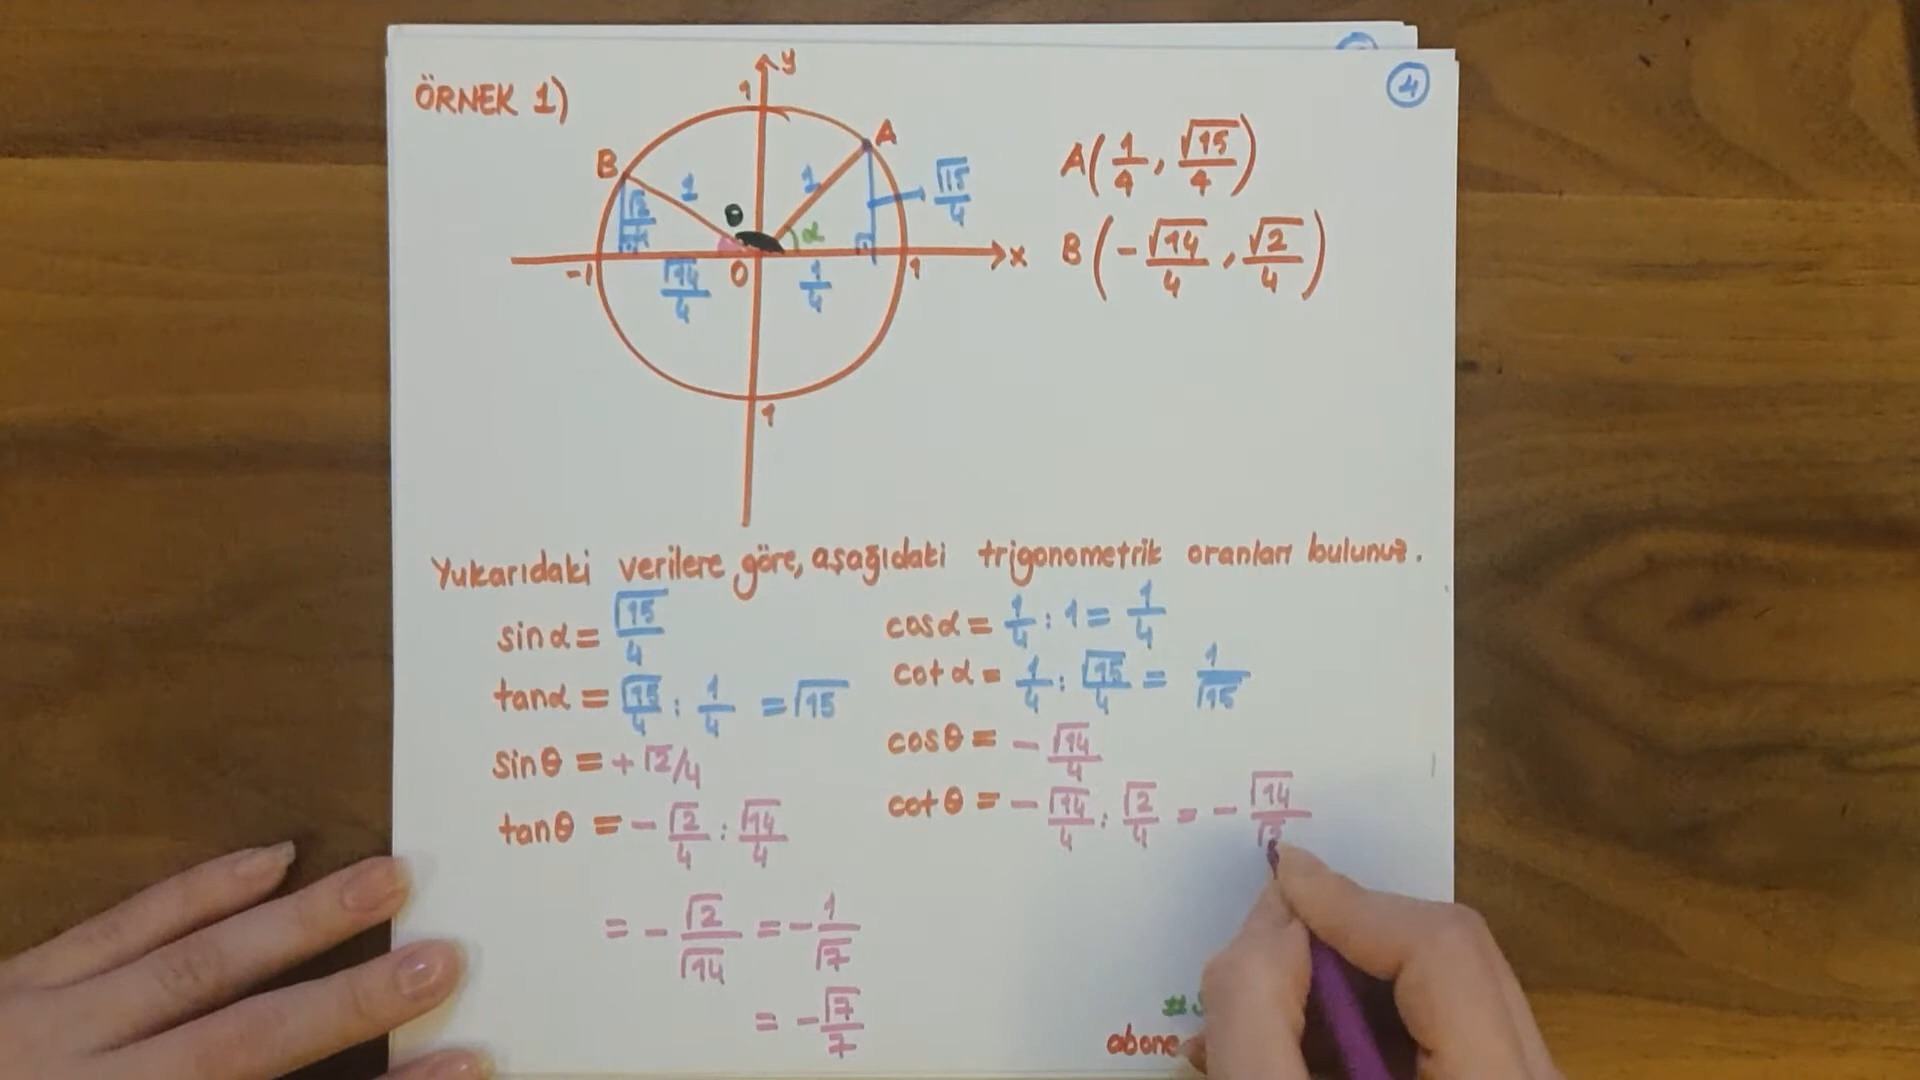 ÖRNEK 1)
4
y
1
A
B
1
1
√15/4
√2/4
θ
α
-1
√14/4
0
1/4
1
x
1
A(1/4, √15/4)
B(-√14/4, √2/4)
Yukarıdaki verilere göre, aşağıdaki trigonometrik oranları bulunuz.
sinα = √15/4
cosα = 1/4 : 1 = 1/4
tanα = √15/4 : 1/4 = √15
cotα = 1/4 : √15/4 = 1/√15
sinθ = +√2/4
cosθ = -√14/4
tanθ = -√2/4 : √14/4
cotθ = -√14/4 : √2/4 = -√14/√2
= -√2/√14 = -1/√7
= -√7/7
abone